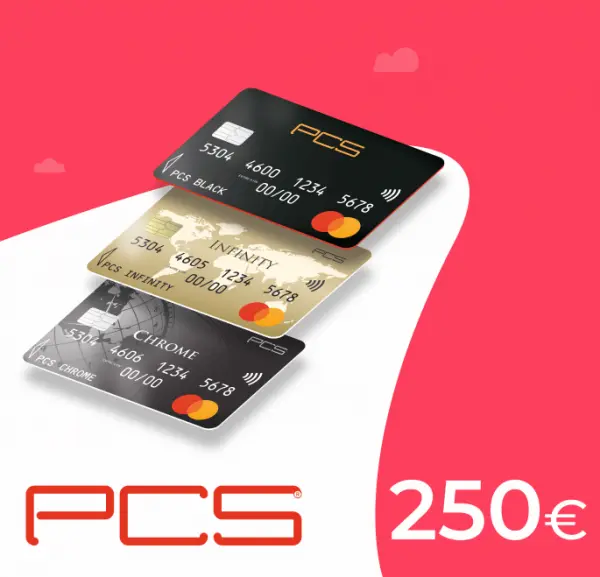 PCS
5304 4600 1234 5678
00/00
PCS BLACK
INFINITY
PCS
5304 4605 1234 5678
00/00
PCS INFINITY
CHROME
PCS
5304 4606 1234 5678
00/00
PCS CHROME
PCS®
250€